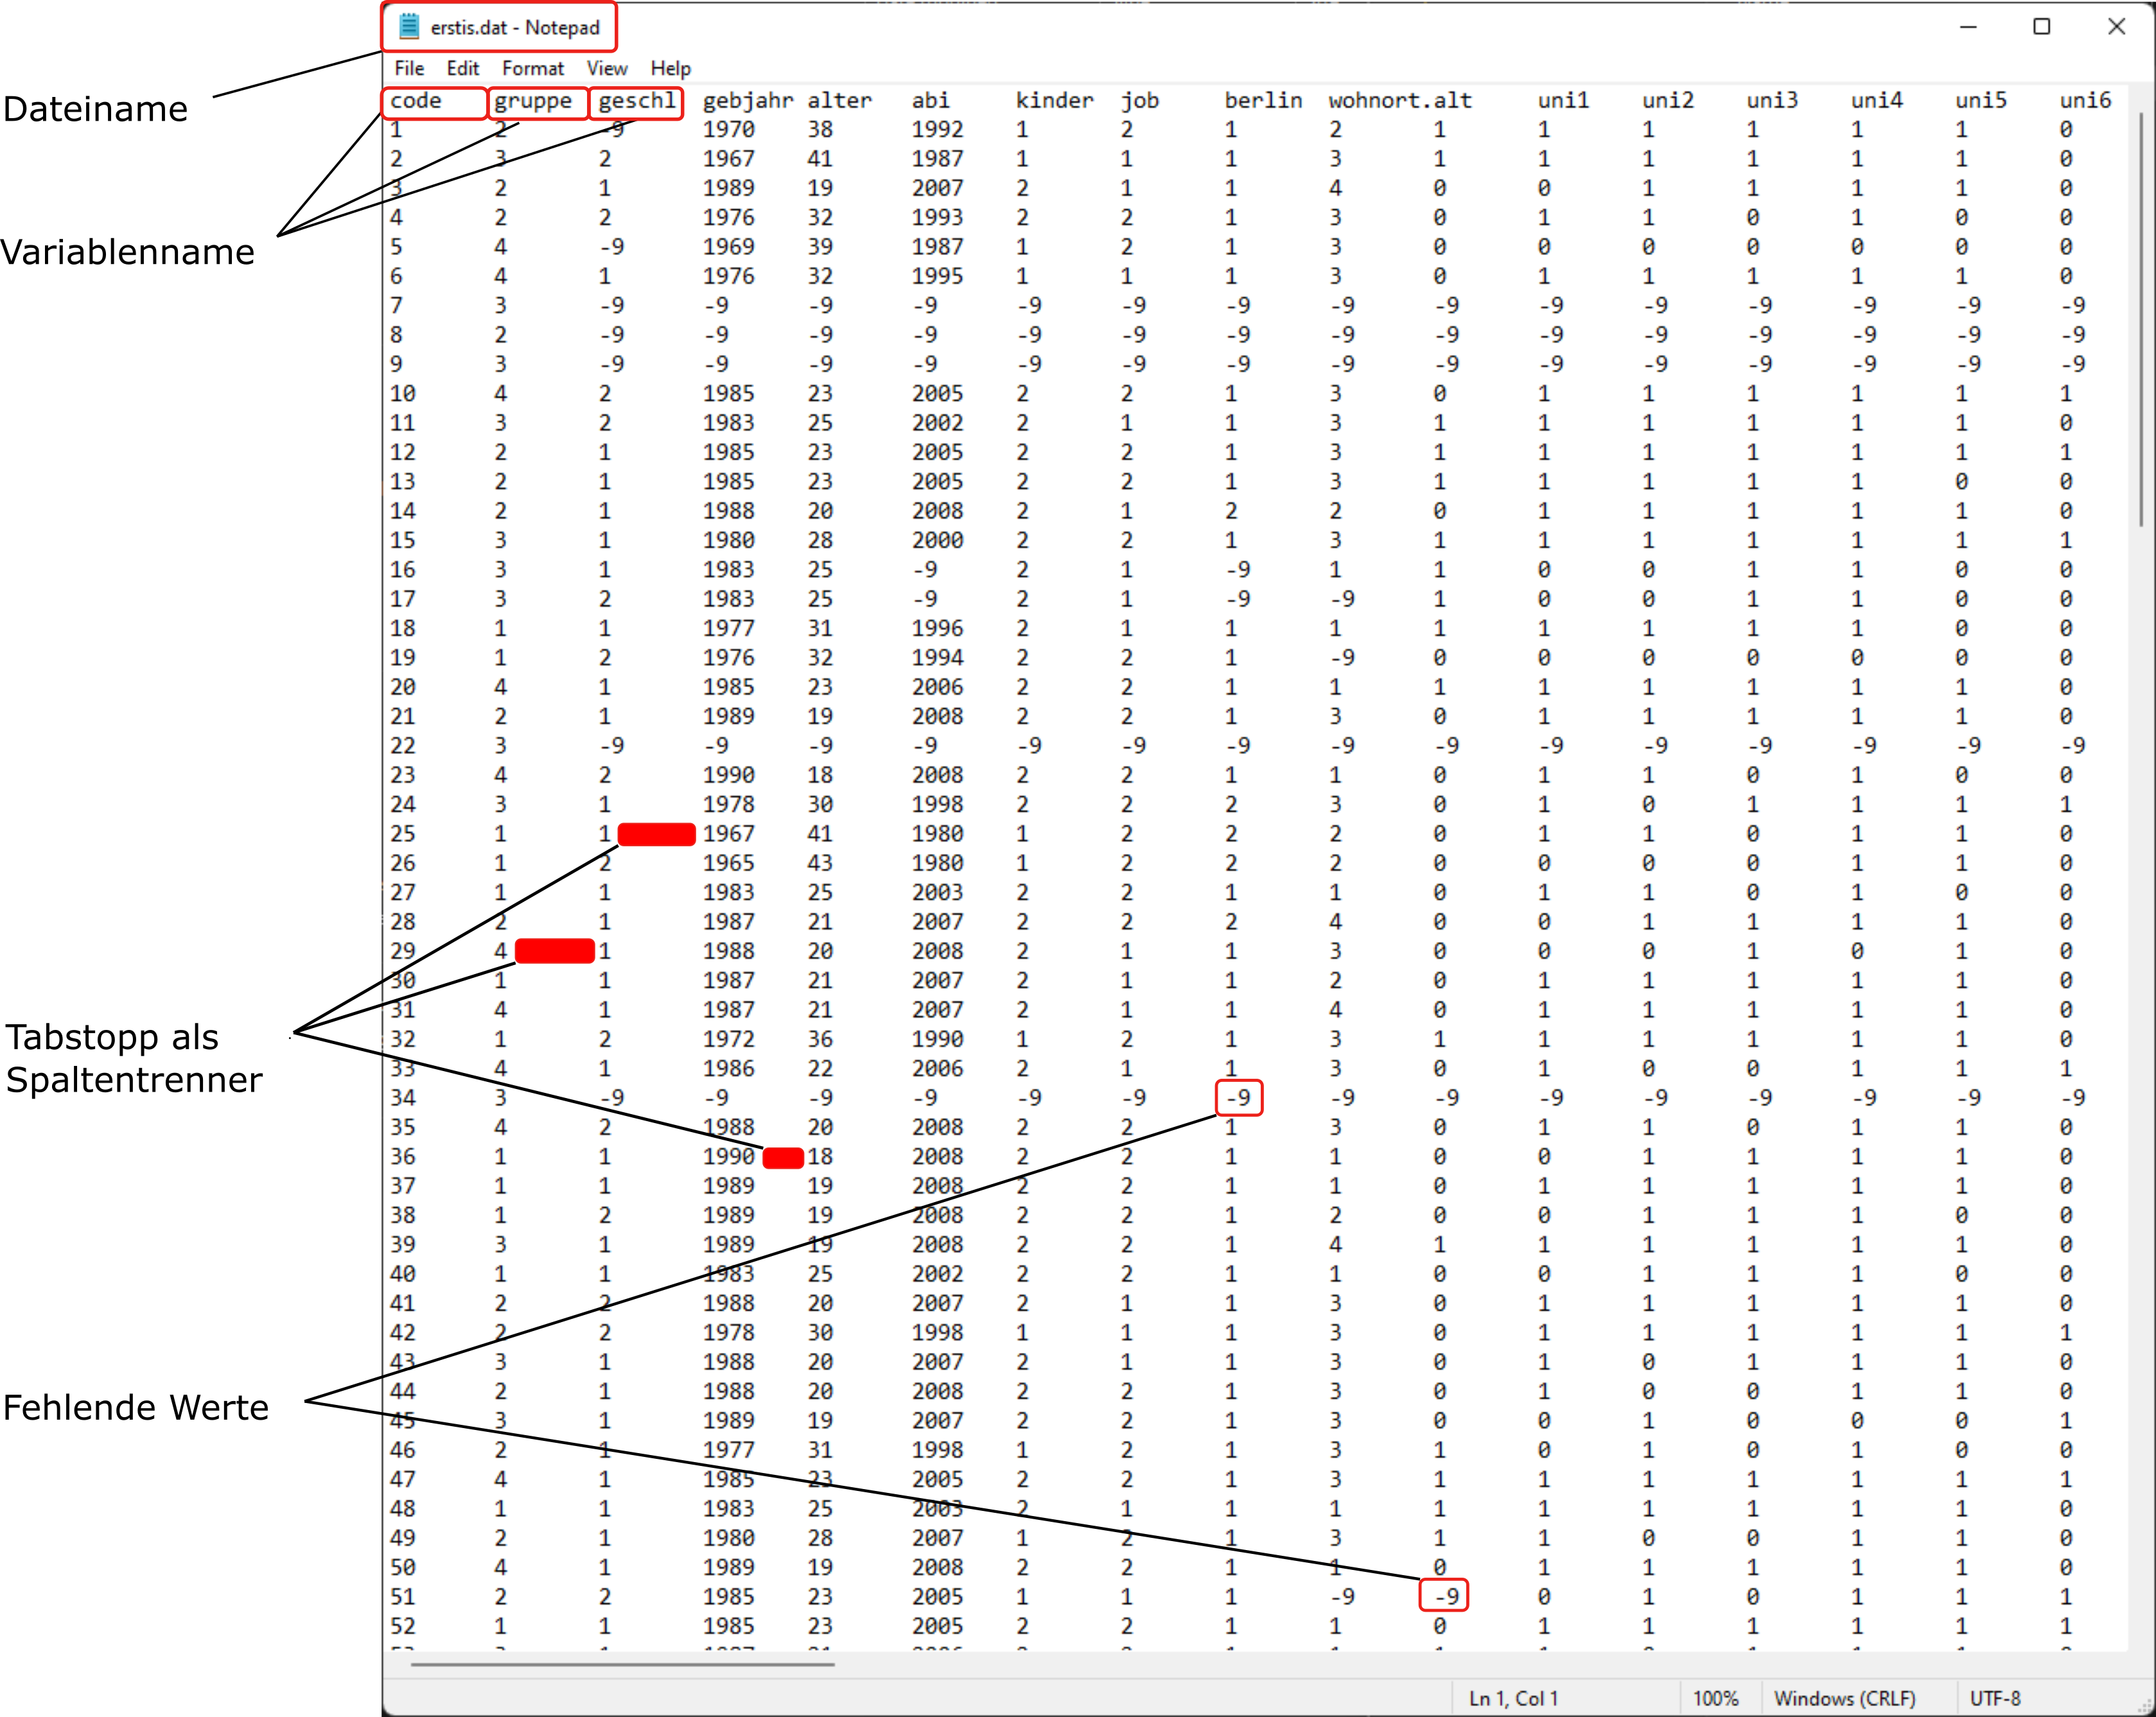 erstis.dat - Notepad
File Edit Format View Help
Dateiname
Variablenname
Tabstopp als
Spaltentrenner
Fehlende Werte
code gruppe geschl gebjahr alter abi kinder job berlin wohnort.alt uni1 uni2 uni3 uni4 uni5 uni6
1 2 -9 1970 38 1992 1 2 1 2 1 1 1 1 1 1 0
2 3 2 1967 41 1987 1 1 1 3 1 1 1 1 1 1 0
3 2 1 1989 19 2007 2 1 1 4 0 0 1 1 1 1 0
4 2 2 1976 32 1993 2 2 1 3 0 1 1 0 1 0 0
5 4 -9 1969 39 1987 1 2 1 3 0 0 0 0 0 0 0
6 4 1 1976 32 1995 1 1 1 3 0 1 1 1 1 1 0
7 3 -9 -9 -9 -9 -9 -9 -9 -9 -9 -9 -9 -9 -9 -9 -9
8 2 -9 -9 -9 -9 -9 -9 -9 -9 -9 -9 -9 -9 -9 -9 -9
9 3 -9 -9 -9 -9 -9 -9 -9 -9 -9 -9 -9 -9 -9 -9 -9
10 4 2 1985 23 2005 2 2 1 3 0 1 1 1 1 1 1
11 3 2 1983 25 2002 2 1 1 3 1 1 1 1 1 1 0
12 2 1 1985 23 2005 2 2 1 3 1 1 1 1 1 1 1
13 2 1 1985 23 2005 2 2 1 3 1 1 1 1 1 0 0
14 2 1 1988 20 2008 2 1 2 2 0 1 1 1 1 1 0
15 3 1 1980 28 2000 2 2 1 3 1 1 1 1 1 1 1
16 3 1 1983 25 -9 2 1 -9 1 1 0 0 1 1 0 0
17 3 2 1983 25 -9 2 1 -9 -9 1 0 0 1 1 0 0
18 1 1 1977 31 1996 2 1 1 1 1 1 1 1 1 0 0
19 1 2 1976 32 1994 2 2 1 -9 0 0 0 0 0 0 0
20 4 1 1985 23 2006 2 2 1 1 1 1 1 1 1 1 0
21 2 1 1989 19 2008 2 2 1 3 0 1 1 1 1 1 0
22 3 -9 -9 -9 -9 -9 -9 -9 -9 -9 -9 -9 -9 -9 -9 -9
23 4 2 1990 18 2008 2 2 1 1 0 1 1 0 1 0 0
24 3 1 1978 30 1998 2 2 2 3 0 1 0 1 1 1 1
25 1 1 1967 41 1980 1 2 2 2 0 1 1 0 1 1 0
26 1 2 1965 43 1980 1 2 2 2 0 0 0 0 1 1 0
27 1 1 1983 25 2003 2 2 1 1 0 1 1 0 1 0 0
28 2 1 1987 21 2007 2 2 2 4 0 0 1 1 1 1 0
29 4 1 1988 20 2008 2 1 1 3 0 0 0 1 0 1 0
30 1 1 1987 21 2007 2 1 1 2 0 1 1 1 1 1 0
31 4 1 1987 21 2007 2 1 1 4 0 1 1 1 1 1 0
32 1 2 1972 36 1990 1 2 1 3 1 1 1 1 1 1 0
33 4 1 1986 22 2006 2 1 1 3 0 1 0 0 1 1 1
34 3 -9 -9 -9 -9 -9 -9 -9 -9 -9 -9 -9 -9 -9 -9 -9
35 4 2 1988 20 2008 2 2 1 3 0 1 1 0 1 1 0
36 1 1 1990 18 2008 2 2 1 1 0 0 1 1 1 1 0
37 1 1 1989 19 2008 2 2 1 1 0 1 1 1 1 1 0
38 1 2 1989 19 2008 2 2 1 2 0 0 1 1 1 0 0
39 3 1 1989 19 2008 2 2 1 4 1 1 1 1 1 1 0
40 1 1 1983 25 2002 2 2 1 1 0 0 1 1 1 0 0
41 2 2 1988 20 2007 2 1 1 3 0 1 1 1 1 1 0
42 2 2 1978 30 1998 1 1 1 3 0 1 1 1 1 1 1
43 3 1 1988 20 2007 2 1 1 3 0 1 0 1 1 1 0
44 2 1 1988 20 2008 2 2 1 3 0 1 0 0 1 1 0
45 3 1 1989 19 2007 2 2 1 3 0 0 1 0 0 0 1
46 2 1 1977 31 1998 1 2 1 3 1 0 1 0 1 0 0
47 4 1 1985 23 2005 2 2 1 3 1 1 1 1 1 1 1
48 1 1 1983 25 2003 2 1 1 1 1 1 1 1 1 1 0
49 2 1 1980 28 2007 1 2 1 3 1 1 0 0 1 1 0
50 4 1 1989 19 2008 2 2 1 1 0 1 1 1 1 1 0
51 2 2 1985 23 2005 1 1 1 -9 -9 0 1 0 1 1 1
52 1 1 1985 23 2005 2 2 1 1 0 1 1 1 1 1 1
Ln 1, Col 1 100% Windows (CRLF) UTF-8